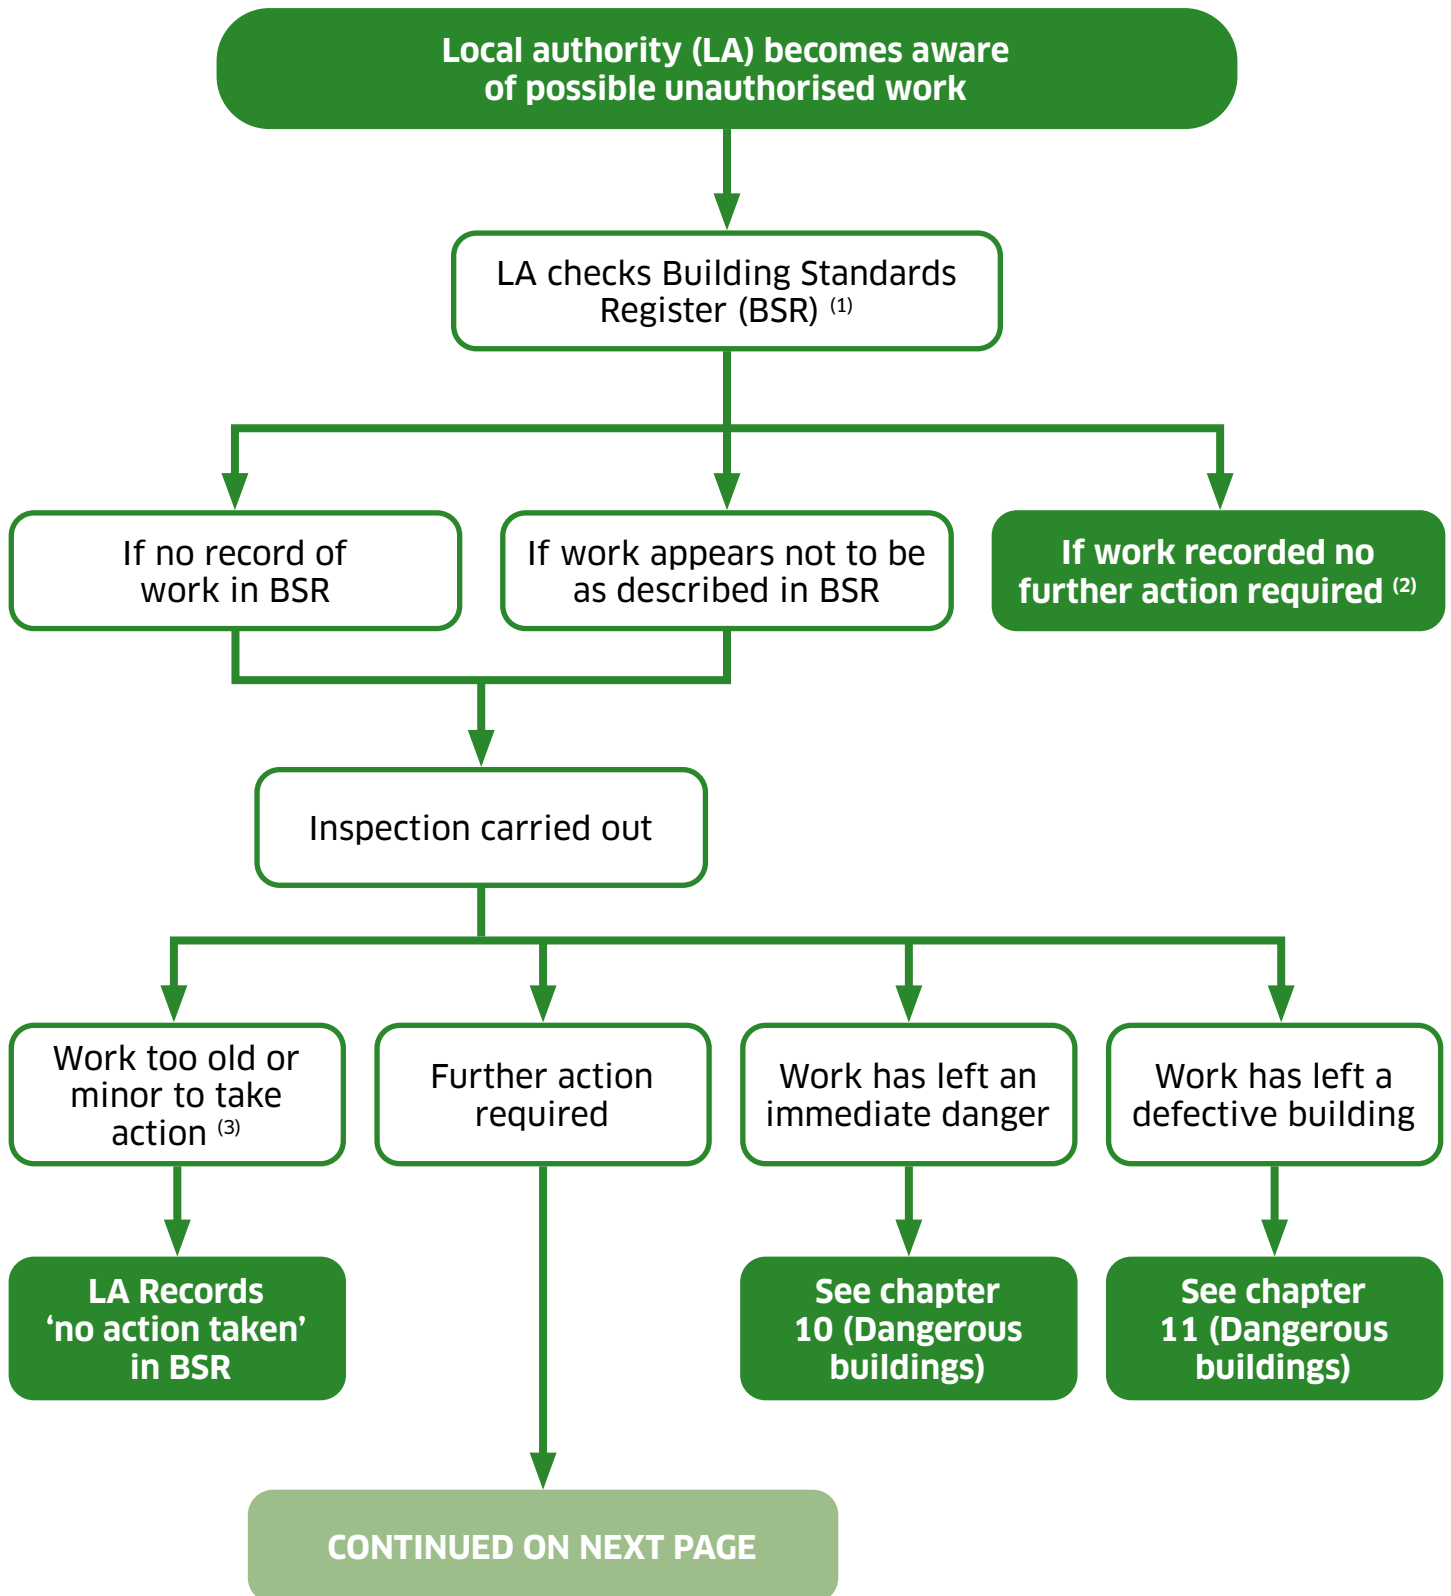 Local authority (LA) becomes aware
of possible unauthorised work
LA checks Building Standards
Register (BSR) (1)
If no record of
work in BSR
If work appears not to be
as described in BSR
If work recorded no
further action required (2)
Inspection carried out
Work too old or
minor to take
action (3)
Further action
required
Work has left an
immediate danger
Work has left a
defective building
LA Records
‘no action taken’
in BSR
See chapter
10 (Dangerous
buildings)
See chapter
11 (Dangerous
buildings)
CONTINUED ON NEXT PAGE